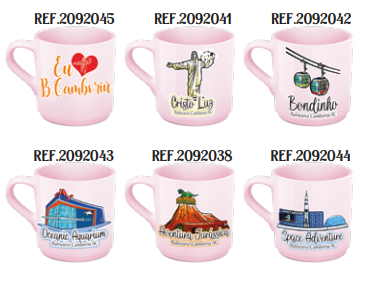 REF.2092045
REF.2092041
REF.2092042
Eu
B.Camboriú
Cristo Luz
Balneário Camboriú SC
Bondinho
Balneário Camboriú SC
REF.2092043
REF.2092038
REF.2092044
Oceanic Aquarium
Balneário Camboriú SC
Aventura Jurássica
Balneário Camboriú SC
Space Adventure
Balneário Camboriú SC